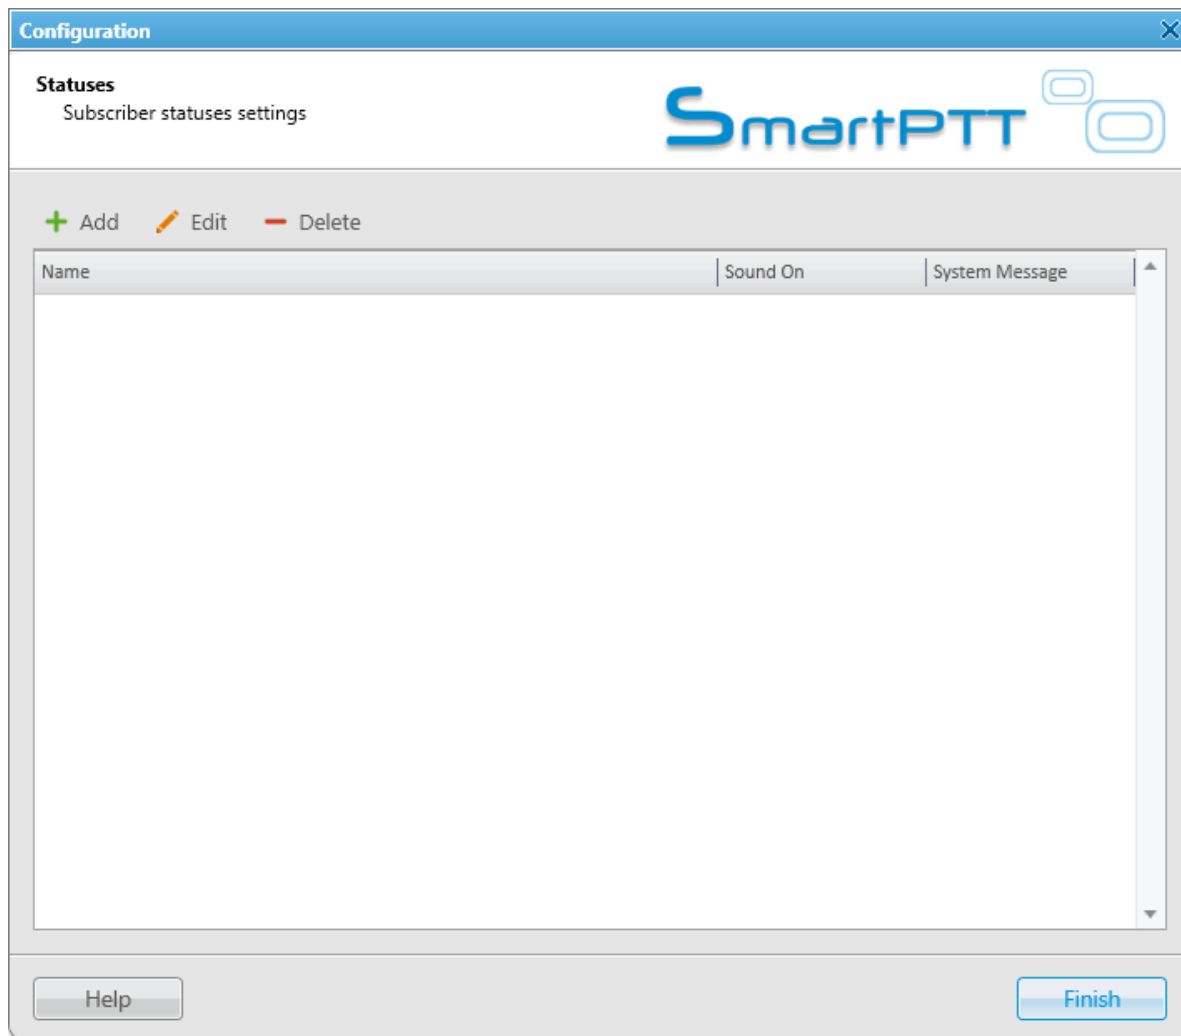 Configuration
Statuses
Subscriber statuses settings
SmartPTT
Add Edit Delete
Name Sound On System Message
Help Finish